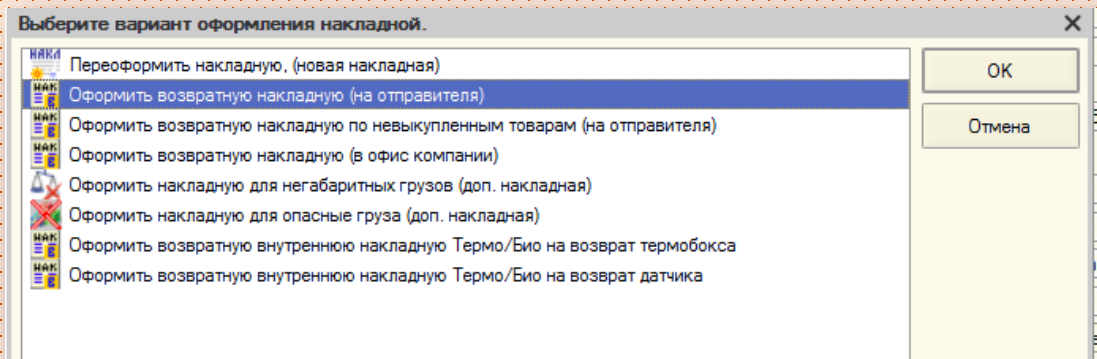 Выберите вариант оформления накладной.
Переоформить накладную, (новая накладная)
OK
Оформить возвратную накладную (на отправителя)
Оформить возвратную накладную по невыкупленным товарам (на отправителя)
Отмена
Оформить возвратную накладную (в офис компании)
Оформить накладную для негабаритных грузов (доп. накладная)
Оформить накладную для опасные груза (доп. накладная)
Оформить возвратную внутреннюю накладную Термо/Био на возврат термобокса
Оформить возвратную внутреннюю накладную Термо/Био на возврат датчика